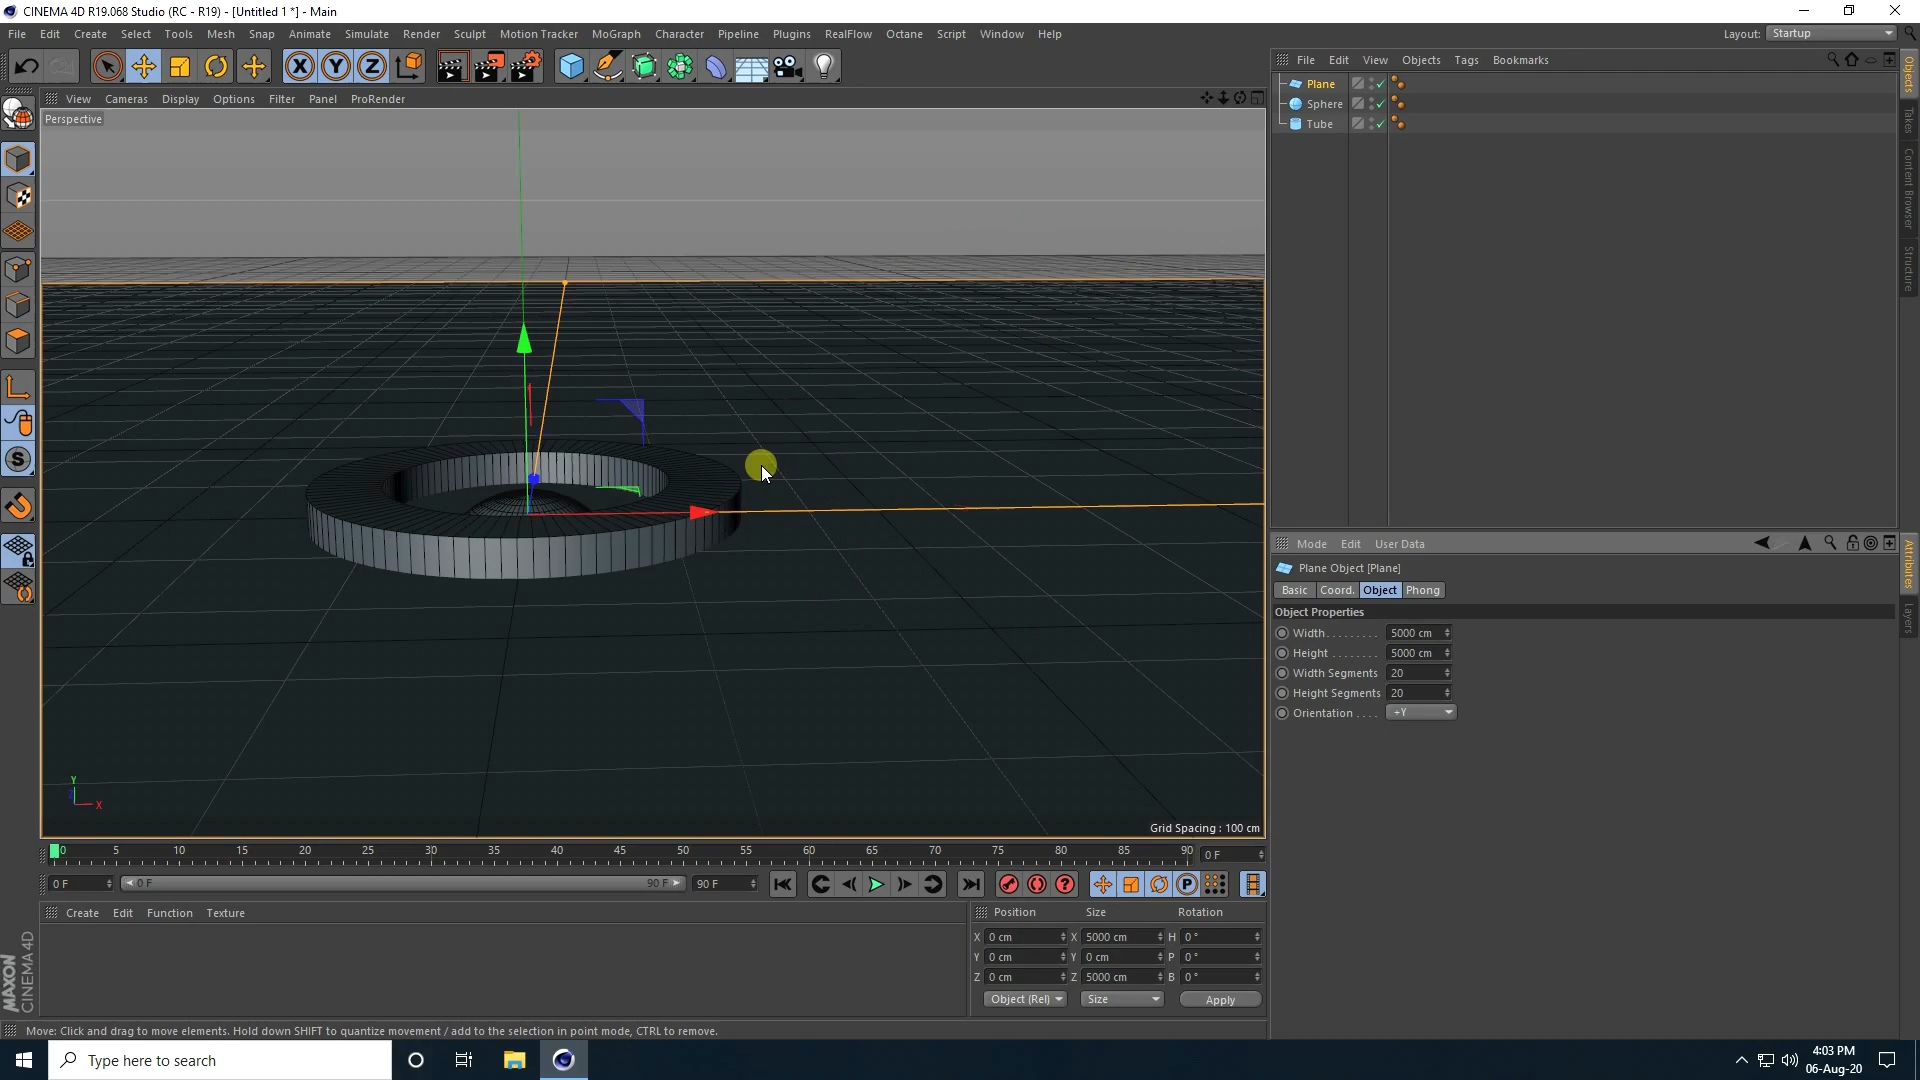 CINEMA 4D R19.068 Studio (RC - R19) - [Untitled 1 *] - Main
File Edit Create Select Tools Mesh Snap Animate Simulate Render Sculpt Motion Tracker MoGraph Character Pipeline Plugins RealFlow Octane Script Window Help Layout: Startup
X Y Z
View Cameras Display Options Filter Panel ProRender
Perspective
File Edit View Objects Tags Bookmarks
Plane
Sphere
Tube
Objects
Takes
Content Browser
Structure
Mode Edit User Data
Plane Object [Plane]
Basic Coord. Object Phong
Object Properties
Width........ 5000 cm
Height........ 5000 cm
Width Segments 20
Height Segments 20
Orientation.... +Y
Attributes
Layers
S
Y
Z
X
Grid Spacing : 100 cm
0 5 10 15 20 25 30 35 40 45 50 55 60 65 70 75 80 85 90 0 F
0 F 0 F 90 F 90 F
P
Create Edit Function Texture
Position Size Rotation
X 0 cm X 5000 cm H 0 °
Y 0 cm Y 0 cm P 0 °
Z 0 cm Z 5000 cm B 0 °
Object (Rel) Size Apply
MAXON
CINEMA 4D
Move: Click and drag to move elements. Hold down SHIFT to quantize movement / add to the selection in point mode, CTRL to remove.
Type here to search
4:03 PM
06-Aug-20